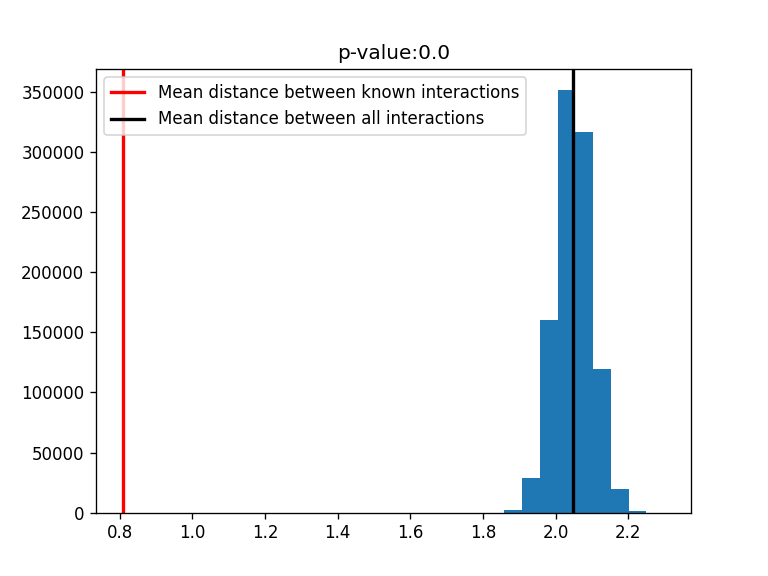 p-value:0.0
Mean distance between known interactions
Mean distance between all interactions
350000
300000
250000
200000
150000
100000
50000
0
0.8 1.0 1.2 1.4 1.6 1.8 2.0 2.2